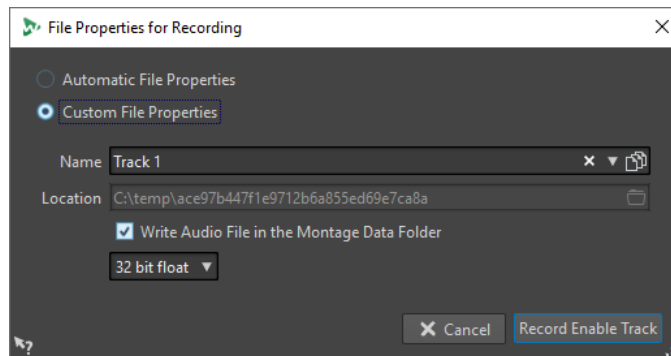 File Properties for Recording
Automatic File Properties
Custom File Properties
Name Track 1
Location C:\temp\ace97b447f1e9712b6a855ed69e7ca8a
Write Audio File in the Montage Data Folder
32 bit float
Cancel Record Enable Track